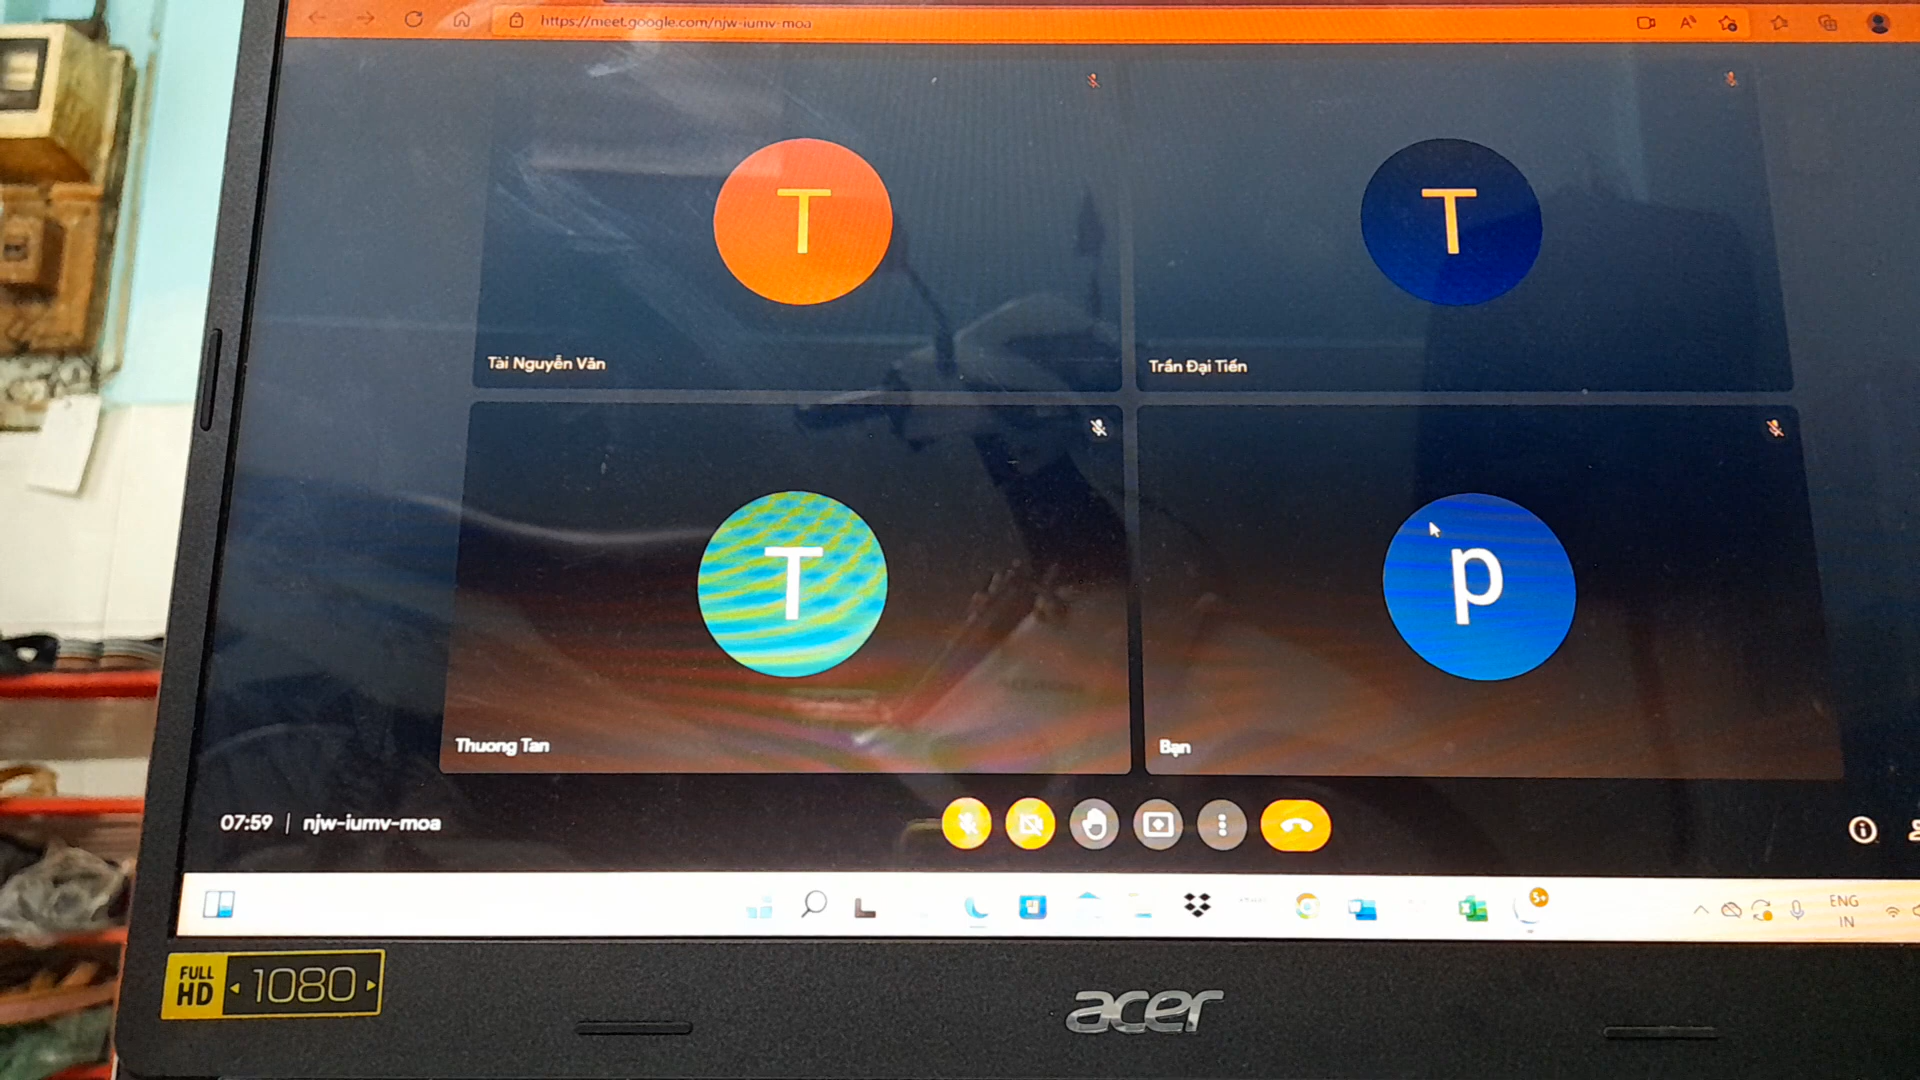 https://meet.google.com/njw-iumv-moa
T
T
Tài Nguyễn Văn
Trần Đại Tiến
T
p
Thuong Tan
Bạn
07:59 | njw-iumv-moa
5+
ENG
IN
FULL
HD
1080
acer